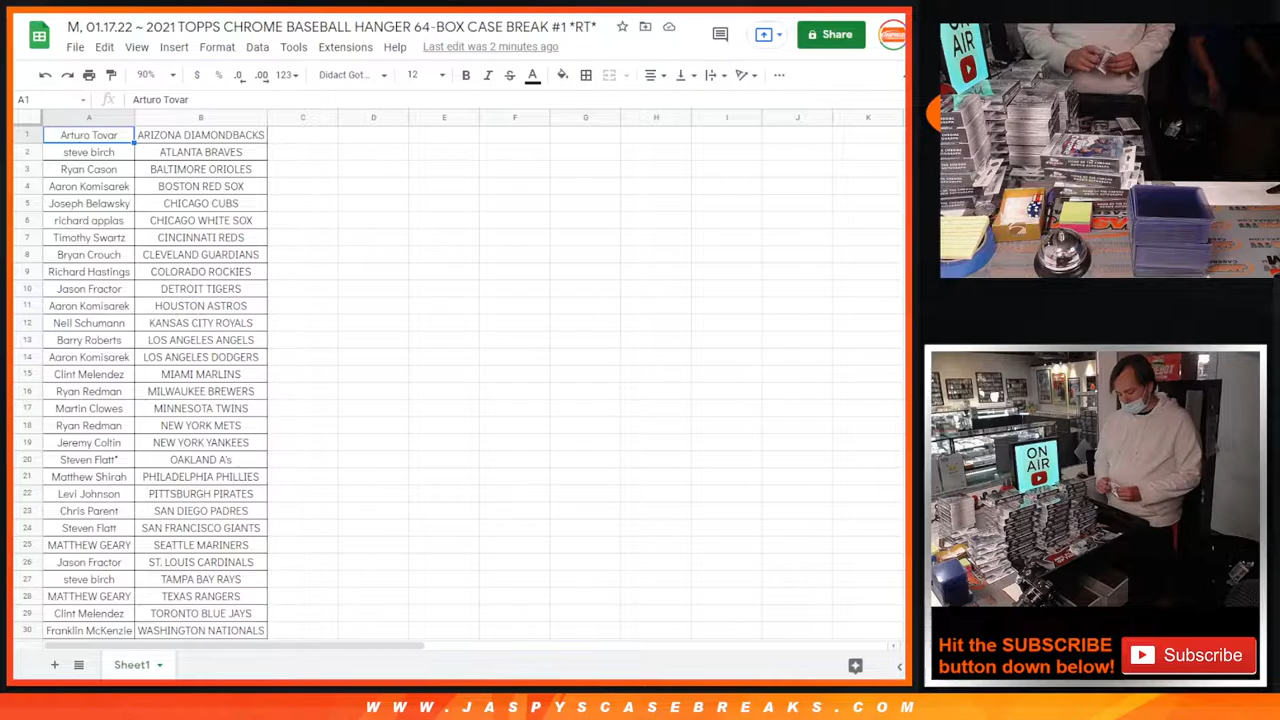 M, 01.17.22 ~ 2021 TOPPS CHROME BASEBALL HANGER 64-BOX CASE BREAK #1 *RT*
File Edit View Insert Format Data Tools Extensions Help Last edit was 2 minutes ago
Share
90% $ % .0 .00 123 Didact Got... 12 B I S A
A1 fx Arturo Tovar
A B C D E F G H I J K
1 Arturo Tovar ARIZONA DIAMONDBACKS
2 steve birch ATLANTA BRAVES
3 Ryan Cason BALTIMORE ORIOLES
4 Aaron Komisarek BOSTON RED SOX
5 Joseph Belawsky CHICAGO CUBS
6 richard applas CHICAGO WHITE SOX
7 Timothy Swartz CINCINNATI REDS
8 Bryan Crouch CLEVELAND GUARDIANS
9 Richard Hastings COLORADO ROCKIES
10 Jason Fractor DETROIT TIGERS
11 Aaron Komisarek HOUSTON ASTROS
12 Neil Schumann KANSAS CITY ROYALS
13 Barry Roberts LOS ANGELES ANGELS
14 Aaron Komisarek LOS ANGELES DODGERS
15 Clint Melendez MIAMI MARLINS
16 Ryan Redman MILWAUKEE BREWERS
17 Martin Clowes MINNESOTA TWINS
18 Ryan Redman NEW YORK METS
19 Jeremy Coltin NEW YORK YANKEES
20 Steven Flatt* OAKLAND A's
21 Matthew Shirah PHILADELPHIA PHILLIES
22 Levi Johnson PITTSBURGH PIRATES
23 Chris Parent SAN DIEGO PADRES
24 Steven Flatt SAN FRANCISCO GIANTS
25 MATTHEW GEARY SEATTLE MARINERS
26 Jason Fractor ST. LOUIS CARDINALS
27 steve birch TAMPA BAY RAYS
28 MATTHEW GEARY TEXAS RANGERS
29 Clint Melendez TORONTO BLUE JAYS
30 Franklin McKenzie WASHINGTON NATIONALS
Sheet1
ON
AIR
ON
AIR
Hit the SUBSCRIBE
button down below!
Subscribe
WWW.JASPYSCASEBREAKS.COM